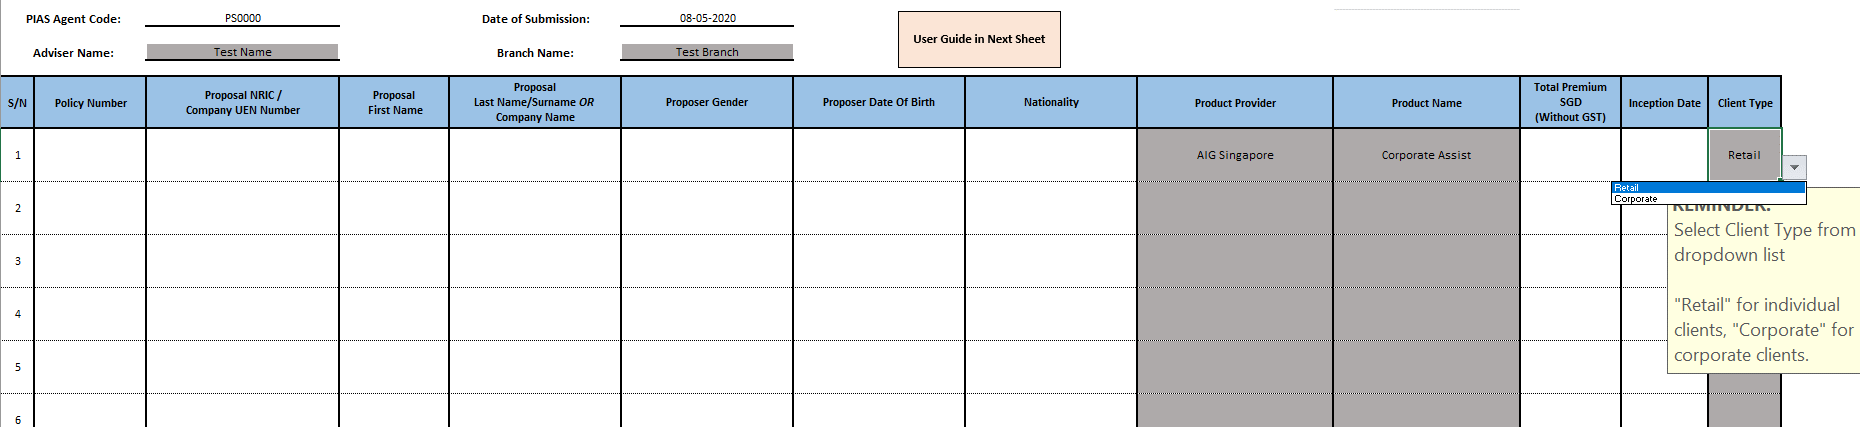 PIAS Agent Code: PS0000 Date of Submission: 08-05-2020
User Guide in Next Sheet
Adviser Name: Test Name Branch Name: Test Branch
S/N
Policy Number
Proposal NRIC /
Company UEN Number
Proposal
First Name
Proposal
Last Name/Surname OR
Company Name
Proposer Gender
Proposer Date Of Birth
Nationality
Product Provider
Product Name
Total Premium
SGD
(Without GST)
Inception Date
Client Type
1 AIG Singapore Corporate Assist Retail
Retail
Corporate
2
REMINDER:
Select Client Type from
dropdown list
3
"Retail" for individual
clients, "Corporate" for
corporate clients.
4
5
6